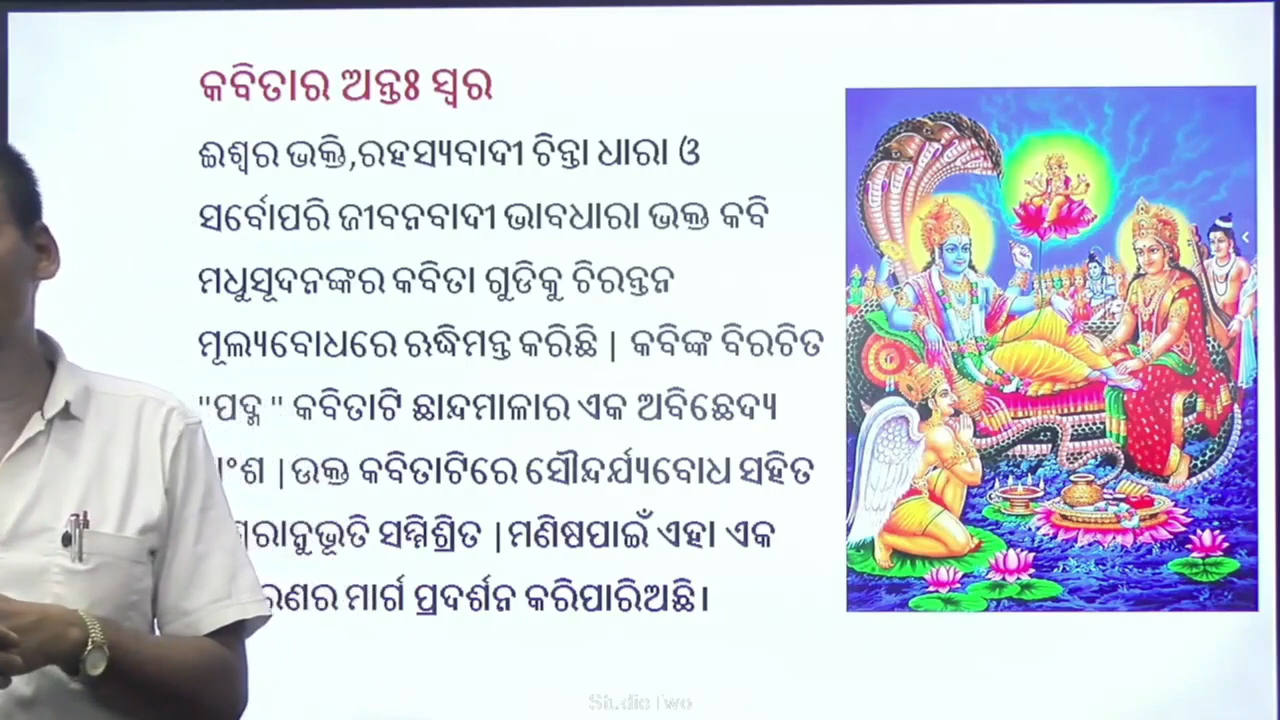 କବିତାର ଅନ୍ତଃ ସ୍ୱର
ଈଶ୍ୱର ଭକ୍ତି,ରହସ୍ୟବାଦୀ ଚିନ୍ତା ଧାରା ଓ
ସର୍ବୋପରି ଜୀବନବାଦୀ ଭାବଧାରା ଭକ୍ତ କବି
ମଧୁସୂଦନଙ୍କର କବିତା ଗୁଡିକୁ ଚିରନ୍ତନ
ମୂଲ୍ୟବୋଧରେ ଋଦ୍ଧିମନ୍ତ କରିଛି | କବିଙ୍କ ବିରଚିତ
"ପଦ୍ମ " କବିତାଟି ଛାନ୍ଦମାଳାର ଏକ ଅବିଛେଦ୍ୟ
|ଉକ୍ତ କବିତାଟିରେ ସୌନ୍ଦର୍ଯ୍ୟବୋଧ ସହିତ
ସମ୍ମିଶ୍ରିତ |ମଣିଷପାଇଁ ଏହା ଏକ
ମାର୍ଗ ପ୍ରଦର୍ଶନ କରିପାରିଅଛି।